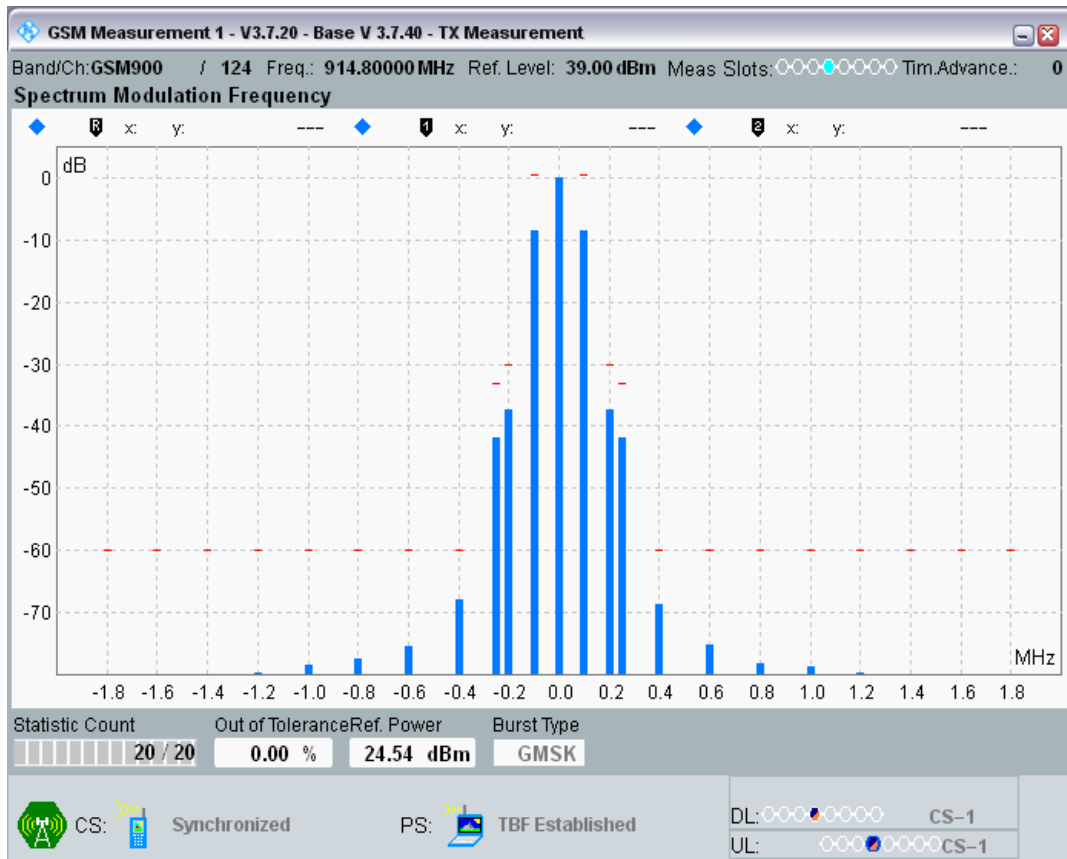 GSM Measurement 1 - V3.7.20 - Base V 3.7.40 - TX Measurement
Band/Ch:GSM900 / 124 Freq.: 914.80000 MHz Ref. Level: 39.00 dBm Meas Slots: Tim.Advance.: 0
Spectrum Modulation Frequency
R x: y: --- 1 x: y: --- 2 x: y: ---
dB
0
-10
-20
-30
-40
-50
-60
-70
MHz
-1.8 -1.6 -1.4 -1.2 -1.0 -0.8 -0.6 -0.4 -0.2 0.0 0.2 0.4 0.6 0.8 1.0 1.2 1.4 1.6 1.8
Statistic Count Out of Tolerance Ref. Power Burst Type
20 / 20 0.00 % 24.54 dBm GMSK
CS: Synchronized PS: TBF Established
DL: CS-1
UL: CS-1